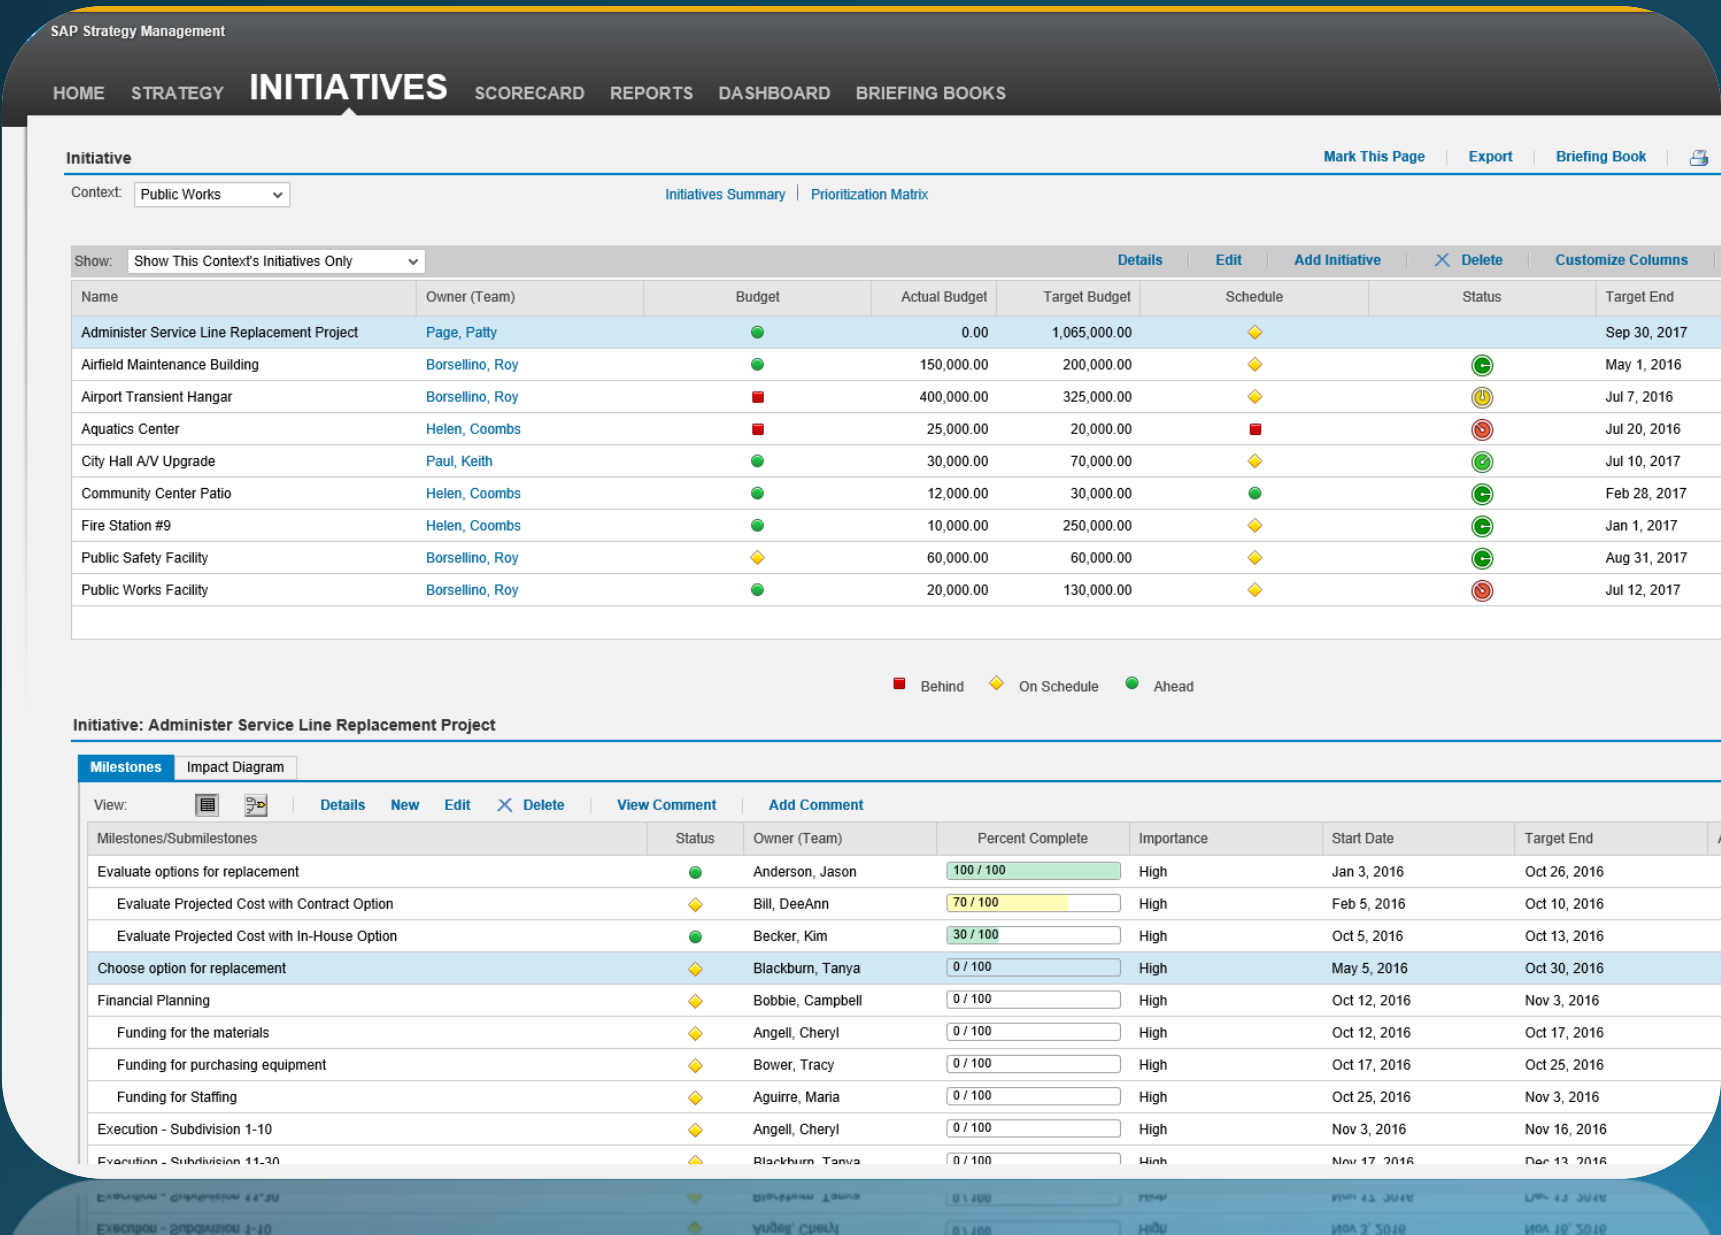 SAP Strategy Management
HOME STRATEGY INITIATIVES SCORECARD REPORTS DASHBOARD BRIEFING BOOKS
Initiative Mark This Page Export Briefing Book
Context: Public Works Initiatives Summary Prioritization Matrix
Show: Show This Context's Initiatives Only Details Edit Add Initiative Delete Customize Columns
Name Owner (Team) Budget Actual Budget Target Budget Schedule Status Target End
Administer Service Line Replacement Project Page, Patty 0.00 1,065,000.00 Sep 30, 2017
Airfield Maintenance Building Borsellino, Roy 150,000.00 200,000.00 May 1, 2016
Airport Transient Hangar Borsellino, Roy 400,000.00 325,000.00 Jul 7, 2016
Aquatics Center Helen, Coombs 25,000.00 20,000.00 Jul 20, 2016
City Hall A/V Upgrade Paul, Keith 30,000.00 70,000.00 Jul 10, 2017
Community Center Patio Helen, Coombs 12,000.00 30,000.00 Feb 28, 2017
Fire Station #9 Helen, Coombs 10,000.00 250,000.00 Jan 1, 2017
Public Safety Facility Borsellino, Roy 60,000.00 60,000.00 Aug 31, 2017
Public Works Facility Borsellino, Roy 20,000.00 130,000.00 Jul 12, 2017
Behind On Schedule Ahead
Initiative: Administer Service Line Replacement Project
Milestones Impact Diagram
View: Details New Edit Delete View Comment Add Comment
Milestones/Submilestones Status Owner (Team) Percent Complete Importance Start Date Target End
Evaluate options for replacement Anderson, Jason 100 / 100 High Jan 3, 2016 Oct 26, 2016
Evaluate Projected Cost with Contract Option Bill, DeeAnn 70 / 100 High Feb 5, 2016 Oct 10, 2016
Evaluate Projected Cost with In-House Option Becker, Kim 30 / 100 High Oct 5, 2016 Oct 13, 2016
Choose option for replacement Blackburn, Tanya 0 / 100 High May 5, 2016 Oct 30, 2016
Financial Planning Bobbie, Campbell 0 / 100 High Oct 12, 2016 Nov 3, 2016
Funding for the materials Angell, Cheryl 0 / 100 High Oct 12, 2016 Oct 17, 2016
Funding for purchasing equipment Bower, Tracy 0 / 100 High Oct 17, 2016 Oct 25, 2016
Funding for Staffing Aguirre, Maria 0 / 100 High Oct 25, 2016 Nov 3, 2016
Execution - Subdivision 1-10 Angell, Cheryl 0 / 100 High Nov 3, 2016 Nov 16, 2016
Execution - Subdivision 11-30 Blackburn, Tanya 0 / 100 High Nov 17, 2016 Dec 13, 2016